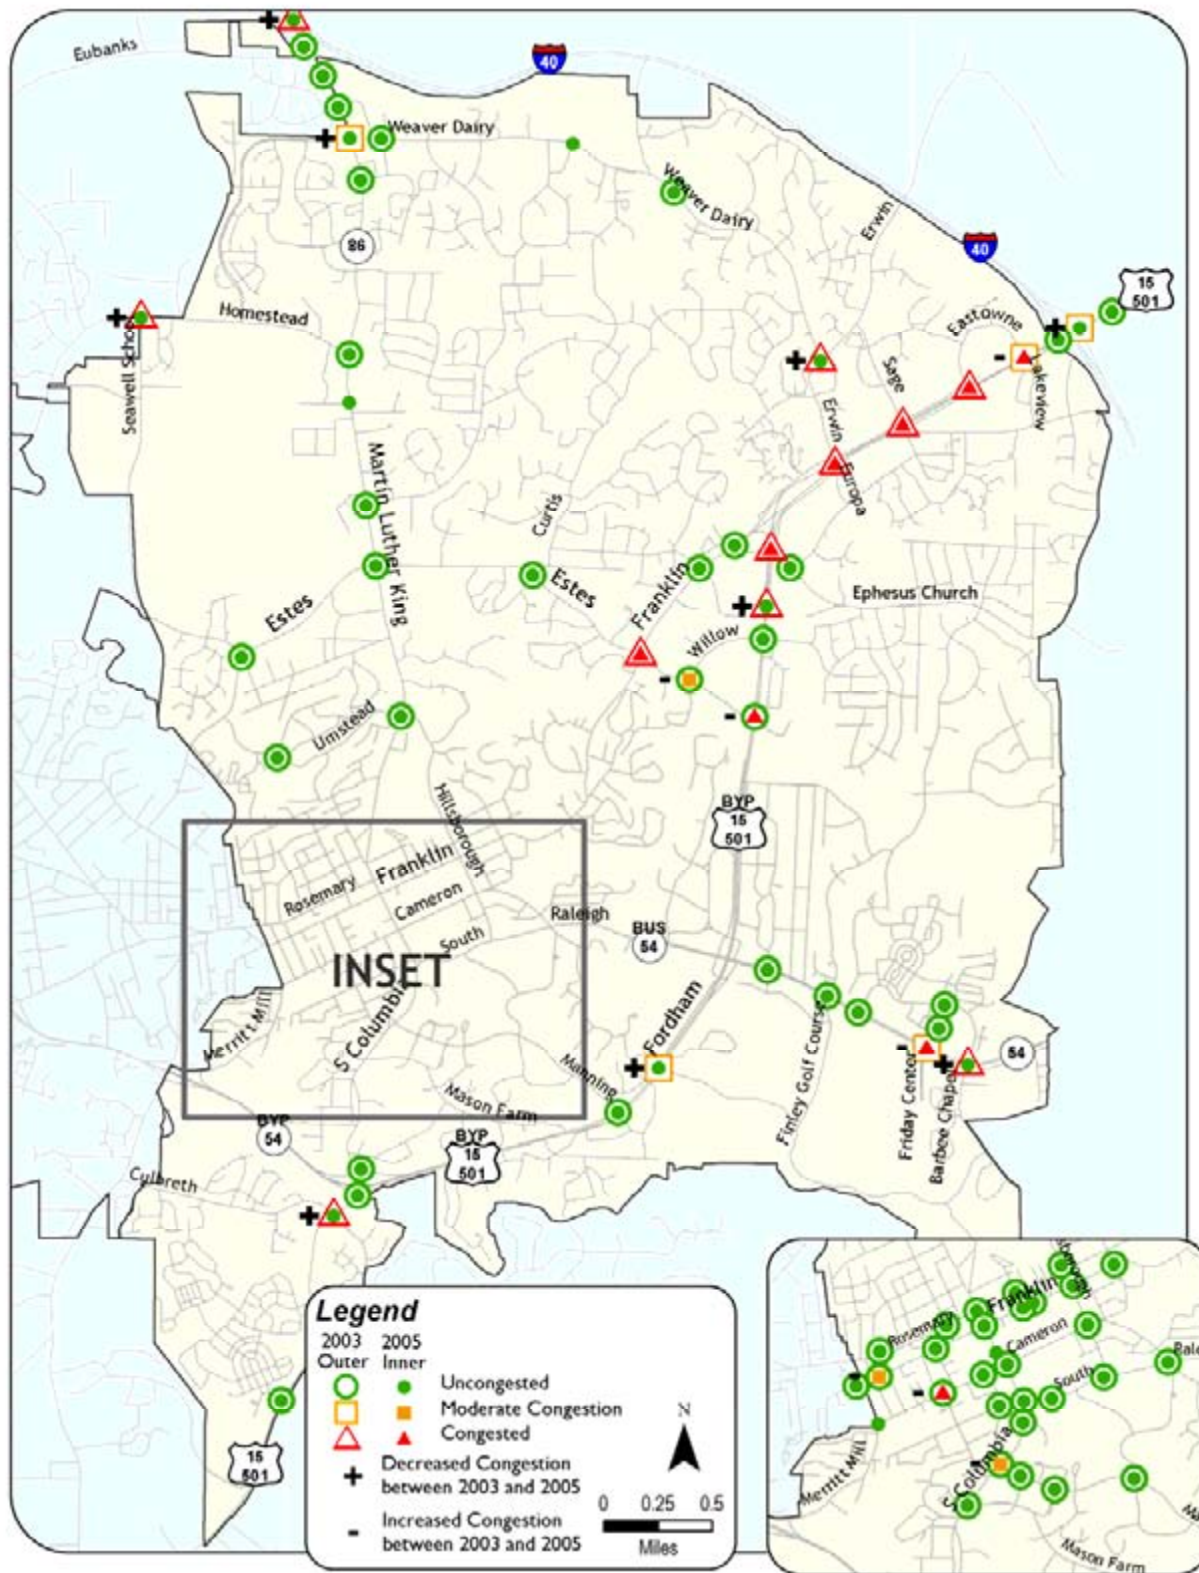 Eubanks
40
Weaver Dairy
Weaver Dairy
Erwin
86
40
15
501
Homestead
Eastowne
Seawell School
Sage
Lakeview
Erwin
Europa
Martin Luther King
Curtis
Estes
Estes
Franklin
Ephesus Church
Willow
Umstead
Hillsborough
BYP
15
501
Franklin
Rosemary
Cameron
Raleigh
South
BUS
54
INSET
Merritt Mill
S Columbia
Fordham
Manning
Mason Farm
Finley Golf Course
Friday Center
Barbee Chapel
54
BYP
54
BYP
15
501
Culbreth
15
501
Legend
2003
Outer
2005
Inner
Uncongested
Moderate Congestion
Congested
+ Decreased Congestion
between 2003 and 2005
- Increased Congestion
between 2003 and 2005
N
0 0.25 0.5
Miles
sborough
Franklin
Rosemary
Cameron
South
Rale
S Columbia
Merritt Mill
Mason Farm
Ma